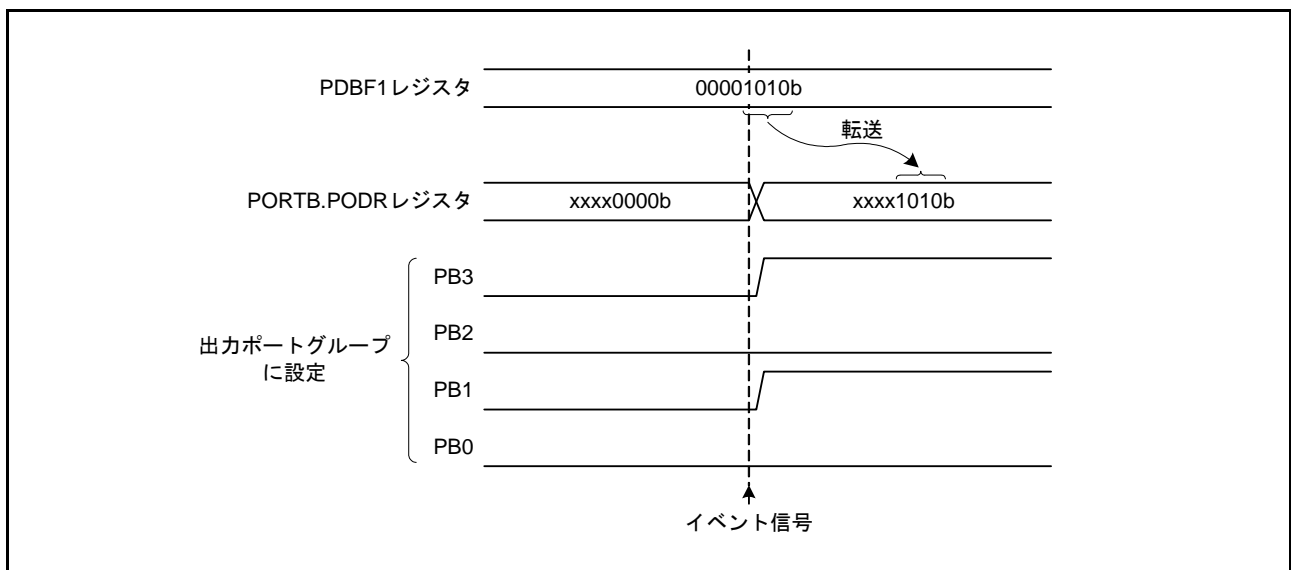 PDBF1レジスタ
00001010b
転送
PORTB.PODRレジスタ
xxxx0000b
xxxx1010b
PB3
PB2
出力ポートグループ
に設定
PB1
PB0
イベント信号